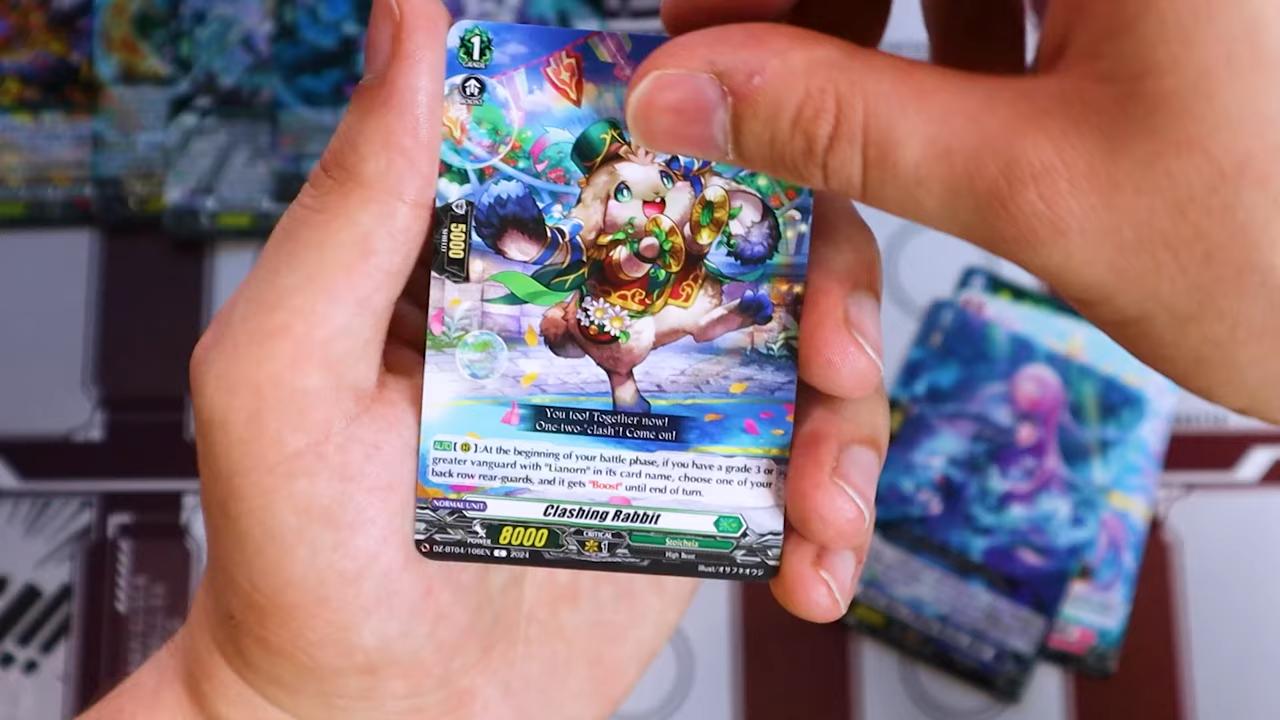 1
GRADE
BOOST
5000
SHIELD
You too! Together now!
One-two-"clash"! Come on!
AUTO[ ]:At the beginning of your battle phase, if you have a grade 3 or
greater vanguard with "Lianorn" in its card name, choose one of your
back row rear-guards, and it gets "Boost" until end of turn.
NORMAL UNIT
Clashing Rabbit
POWER 8000 CRITICAL 1 Stoicheia
High Beast
DZ-BT04/106EN C 2024 Illust/オサフネオウジ